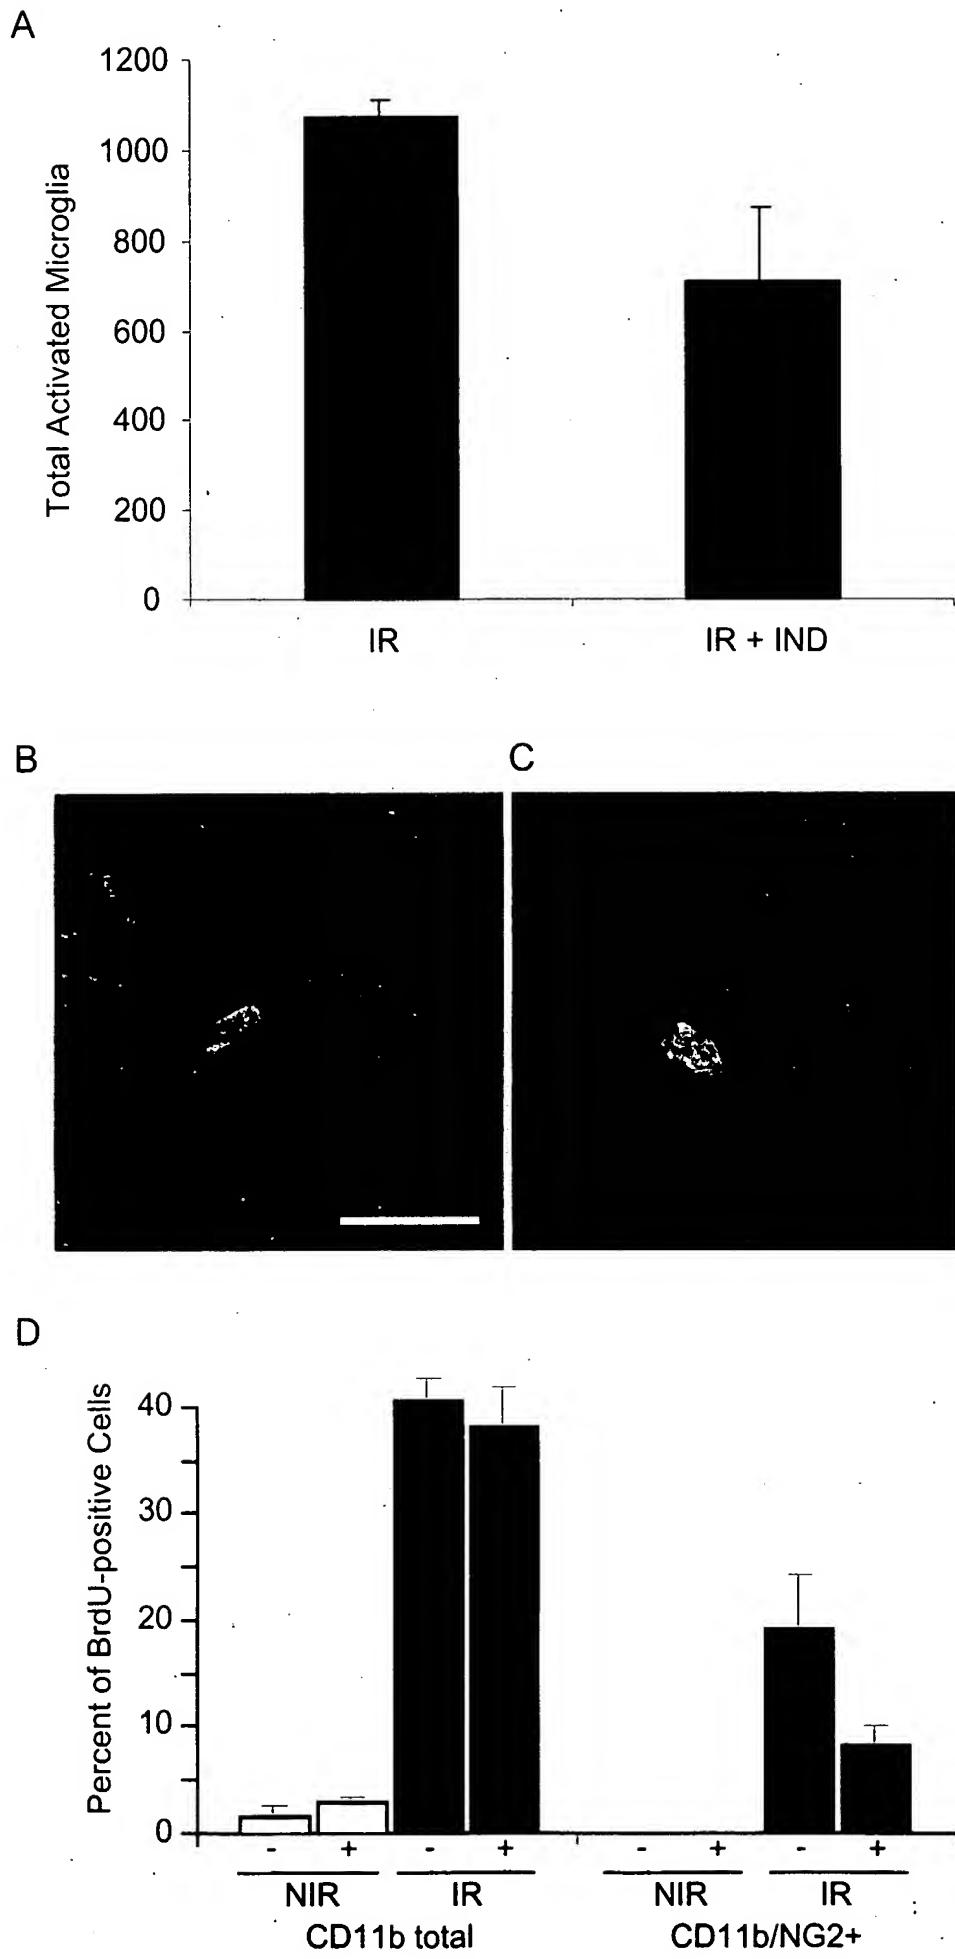 A
Total Activated Microglia
1200
1000
800
600
400
200
0
IR
IR + IND
B
C
D
Percent of BrdU-positive Cells
40
30
20
10
0
- + - + - + - +
NIR IR NIR IR
CD11b total CD11b/NG2+